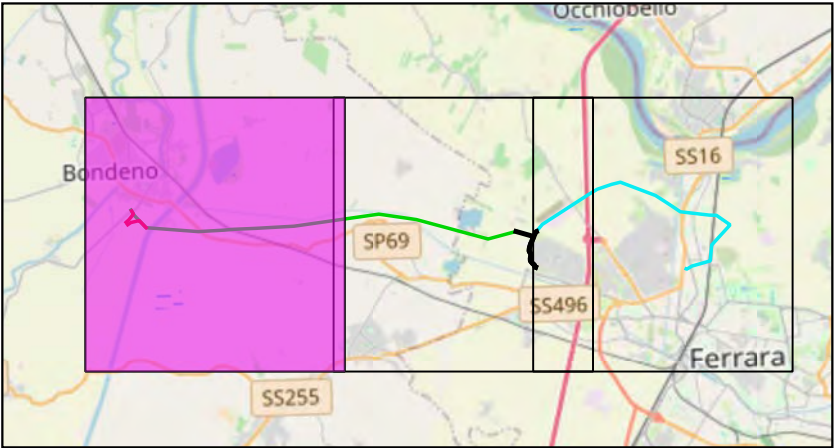 Occhiobello
SS16
Bondeno
SP69
SS496
Ferrara
SS255